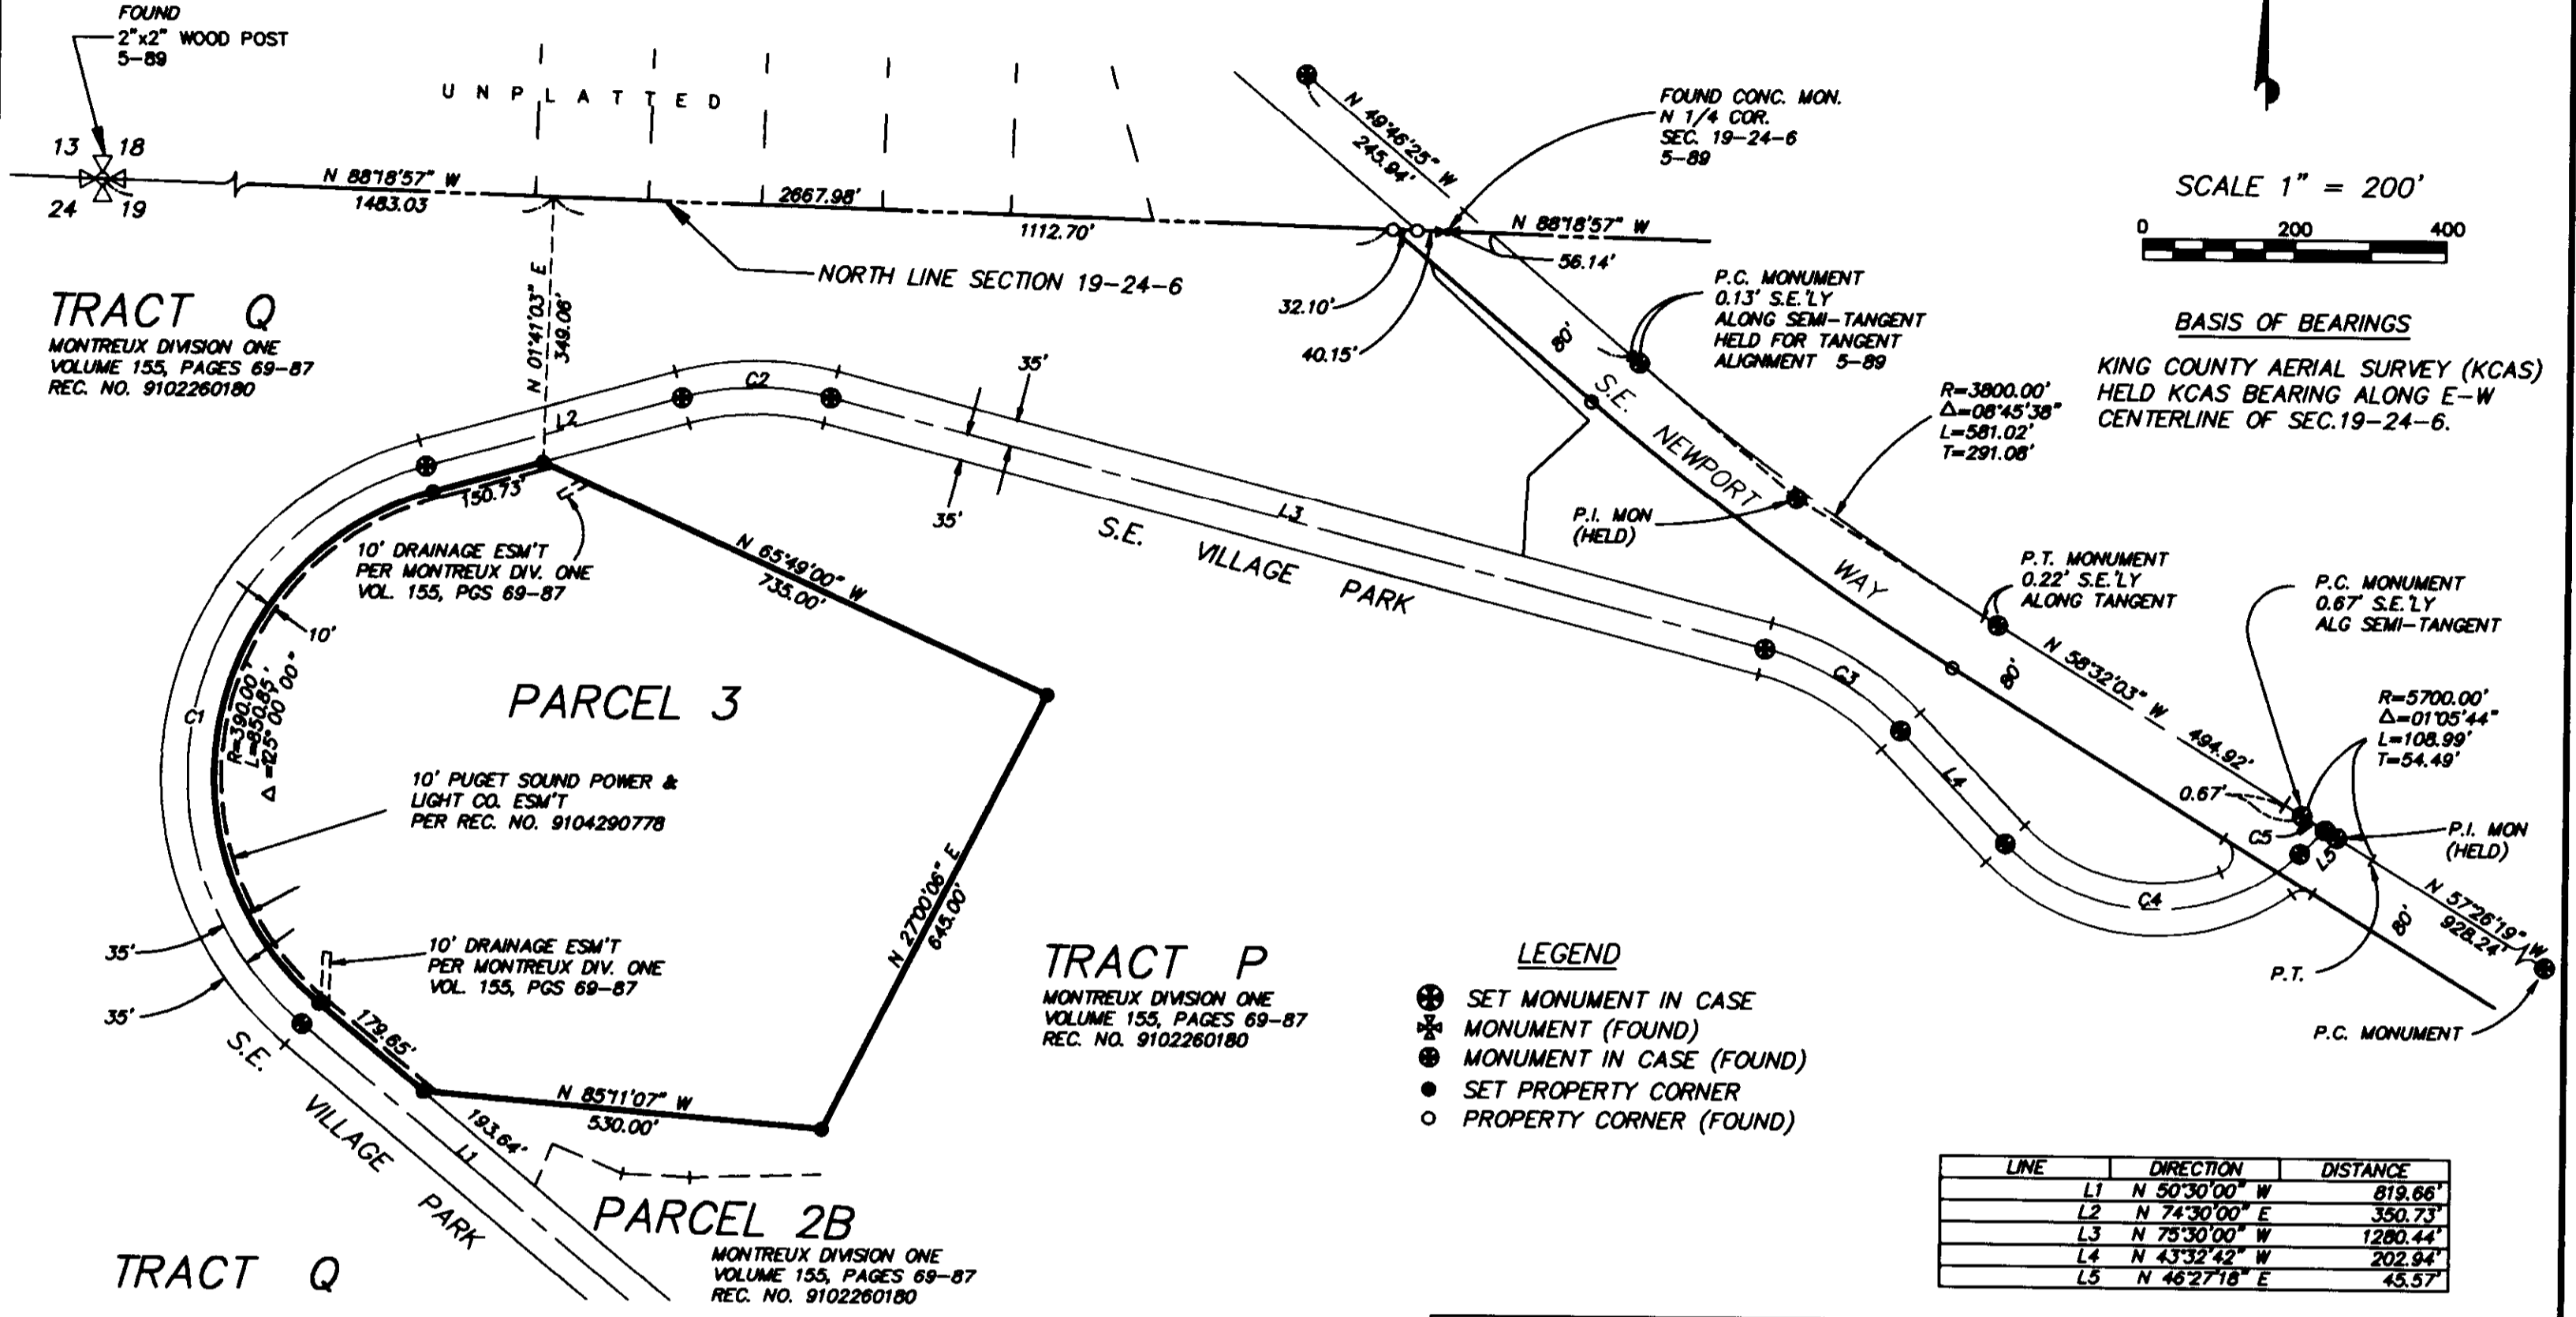 FOUND
2"x2" WOOD POST
5-89
UNPLATTED
13 18
24 19
N 88°18'57" W
1483.03
2667.98'
1112.70'
NORTH LINE SECTION 19-24-6
N 01°41'03" E
349.06'
N 49°46'25" W
245.94'
FOUND CONC. MON.
N 1/4 COR.
SEC. 19-24-6
5-89
N 88°18'57" W
56.14'
32.10'
40.15'
P.C. MONUMENT
0.13' S.E.'LY
ALONG SEMI-TANGENT
HELD FOR TANGENT
ALIGNMENT 5-89
SCALE 1" = 200'
0 200 400
BASIS OF BEARINGS
KING COUNTY AERIAL SURVEY (KCAS)
HELD KCAS BEARING ALONG E-W
CENTERLINE OF SEC.19-24-6.
TRACT Q
MONTREUX DIVISION ONE
VOLUME 155, PAGES 69-87
REC. NO. 9102260180
C2
L2
35'
35'
L3
S.E. VILLAGE PARK
80'
S.E. NEWPORT WAY
R=3800.00'
Δ=08°45'38"
L=581.02'
T=291.08'
P.I. MON
(HELD)
P.T. MONUMENT
0.22' S.E.'LY
ALONG TANGENT
P.C. MONUMENT
0.67' S.E.'LY
ALG SEMI-TANGENT
80'
N 58°32'03" W
494.92'
R=5700.00'
Δ=01°05'44"
L=108.99'
T=54.49'
0.67'
C3
L4
C4
C5
L5
P.I. MON
(HELD)
N 57°26'19" W
928.24'
80'
P.T.
P.C. MONUMENT
150.73'
10' DRAINAGE ESM'T
PER MONTREUX DIV. ONE
VOL. 155, PGS 69-87
N 65°49'00" W
735.00'
10'
C1
R=390.00'
L=850.85'
Δ=125°00'00"
PARCEL 3
10' PUGET SOUND POWER &
LIGHT CO. ESM'T
PER REC. NO. 9104290778
N 27°00'06" E
645.00'
35'
35'
10' DRAINAGE ESM'T
PER MONTREUX DIV. ONE
VOL. 155, PGS 69-87
179.65'
N 85°11'07" W
530.00'
193.64'
L1
S.E. VILLAGE PARK
TRACT P
MONTREUX DIVISION ONE
VOLUME 155, PAGES 69-87
REC. NO. 9102260180
LEGEND
SET MONUMENT IN CASE
MONUMENT (FOUND)
MONUMENT IN CASE (FOUND)
SET PROPERTY CORNER
PROPERTY CORNER (FOUND)
PARCEL 2B
MONTREUX DIVISION ONE
VOLUME 155, PAGES 69-87
REC. NO. 9102260180
TRACT Q
LINE DIRECTION DISTANCE
L1 N 50°30'00" W 819.66'
L2 N 74°30'00" E 350.73'
L3 N 75°30'00" W 1280.44'
L4 N 43°32'42" W 202.94'
L5 N 46°27'18" E 45.57'